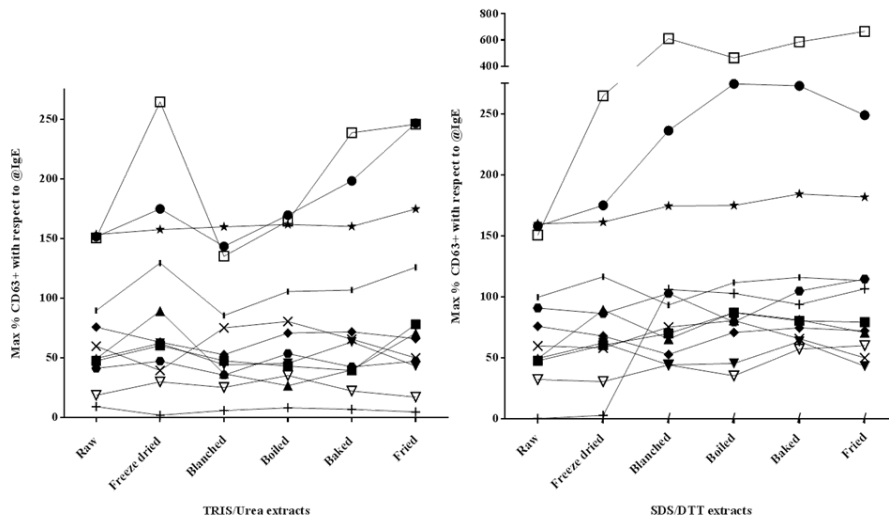 Max % CD63+ with respect to @IgE
250
200
150
100
50
0
Raw
Freeze dried
Blanched
Boiled
Baked
Fried
TRIS/Urea extracts
Max % CD63+ with respect to @IgE
800
600
400
250
200
150
100
50
0
Raw
Freeze dried
Blanched
Boiled
Baked
Fried
SDS/DTT extracts